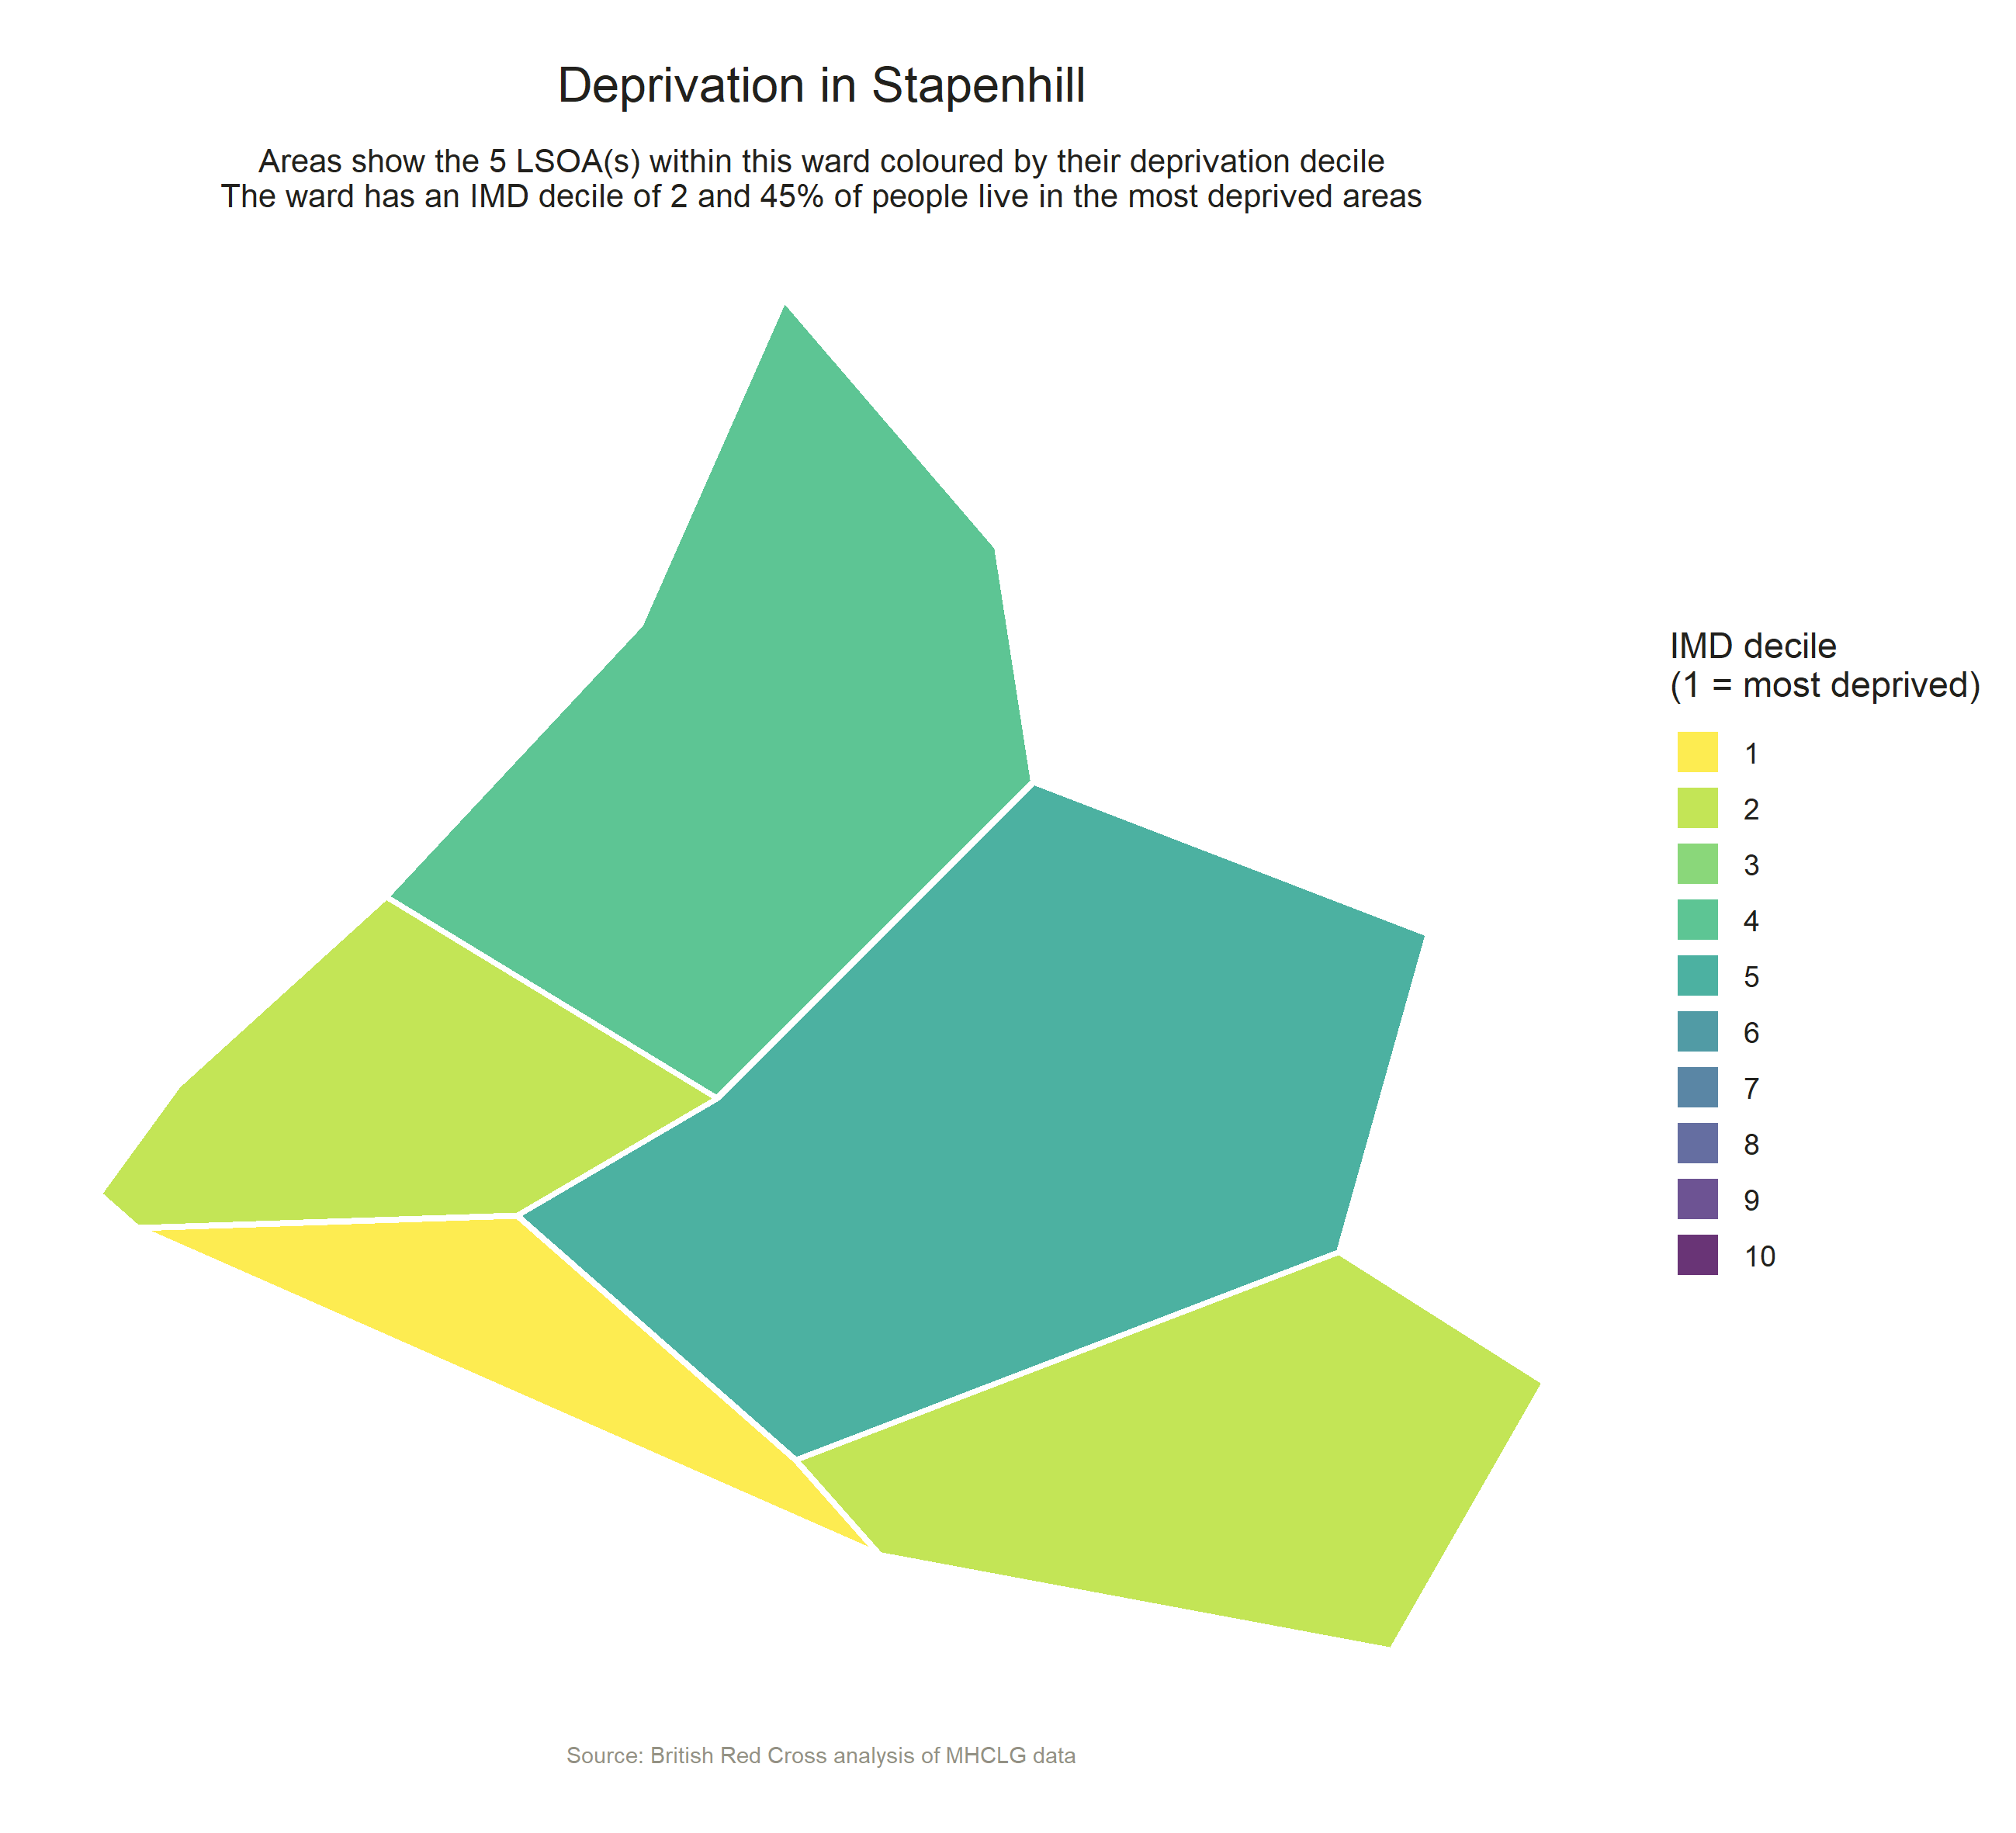 Deprivation in Stapenhill
Areas show the 5 LSOA(s) within this ward coloured by their deprivation decile
The ward has an IMD decile of 2 and 45% of people live in the most deprived areas
IMD decile
(1 = most deprived)
1
2
3
4
5
6
7
8
9
10
Source: British Red Cross analysis of MHCLG data